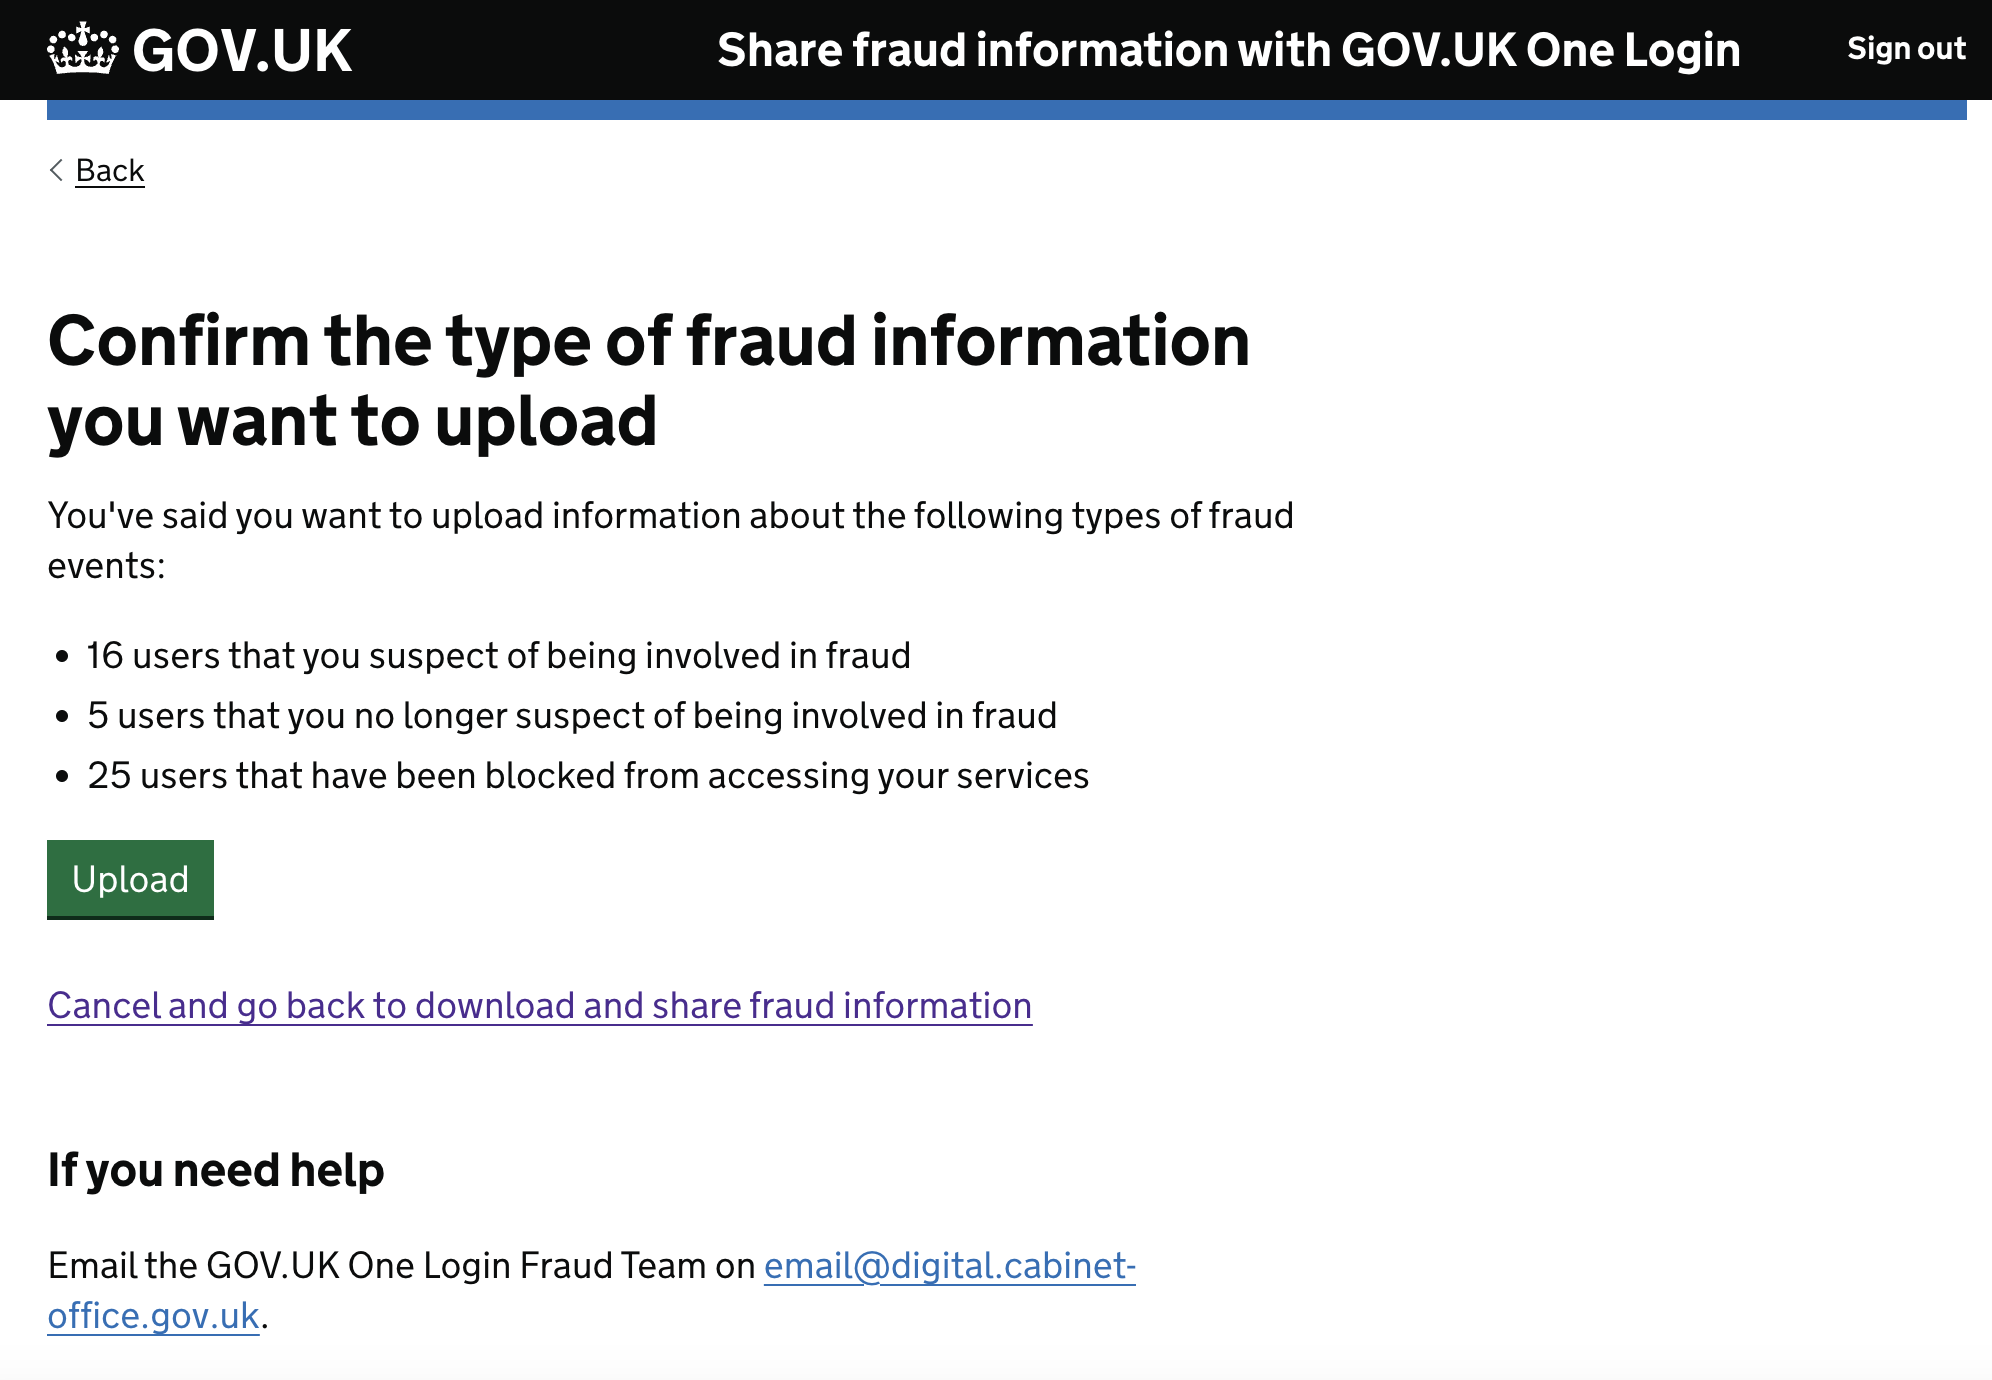 GOV.UK
Share fraud information with GOV.UK One Login
Sign out
Back
Confirm the type of fraud information
you want to upload
You've said you want to upload information about the following types of fraud
events:
• 16 users that you suspect of being involved in fraud
• 5 users that you no longer suspect of being involved in fraud
• 25 users that have been blocked from accessing your services
Upload
Cancel and go back to download and share fraud information
If you need help
Email the GOV.UK One Login Fraud Team on email@digital.cabinet-
office.gov.uk.